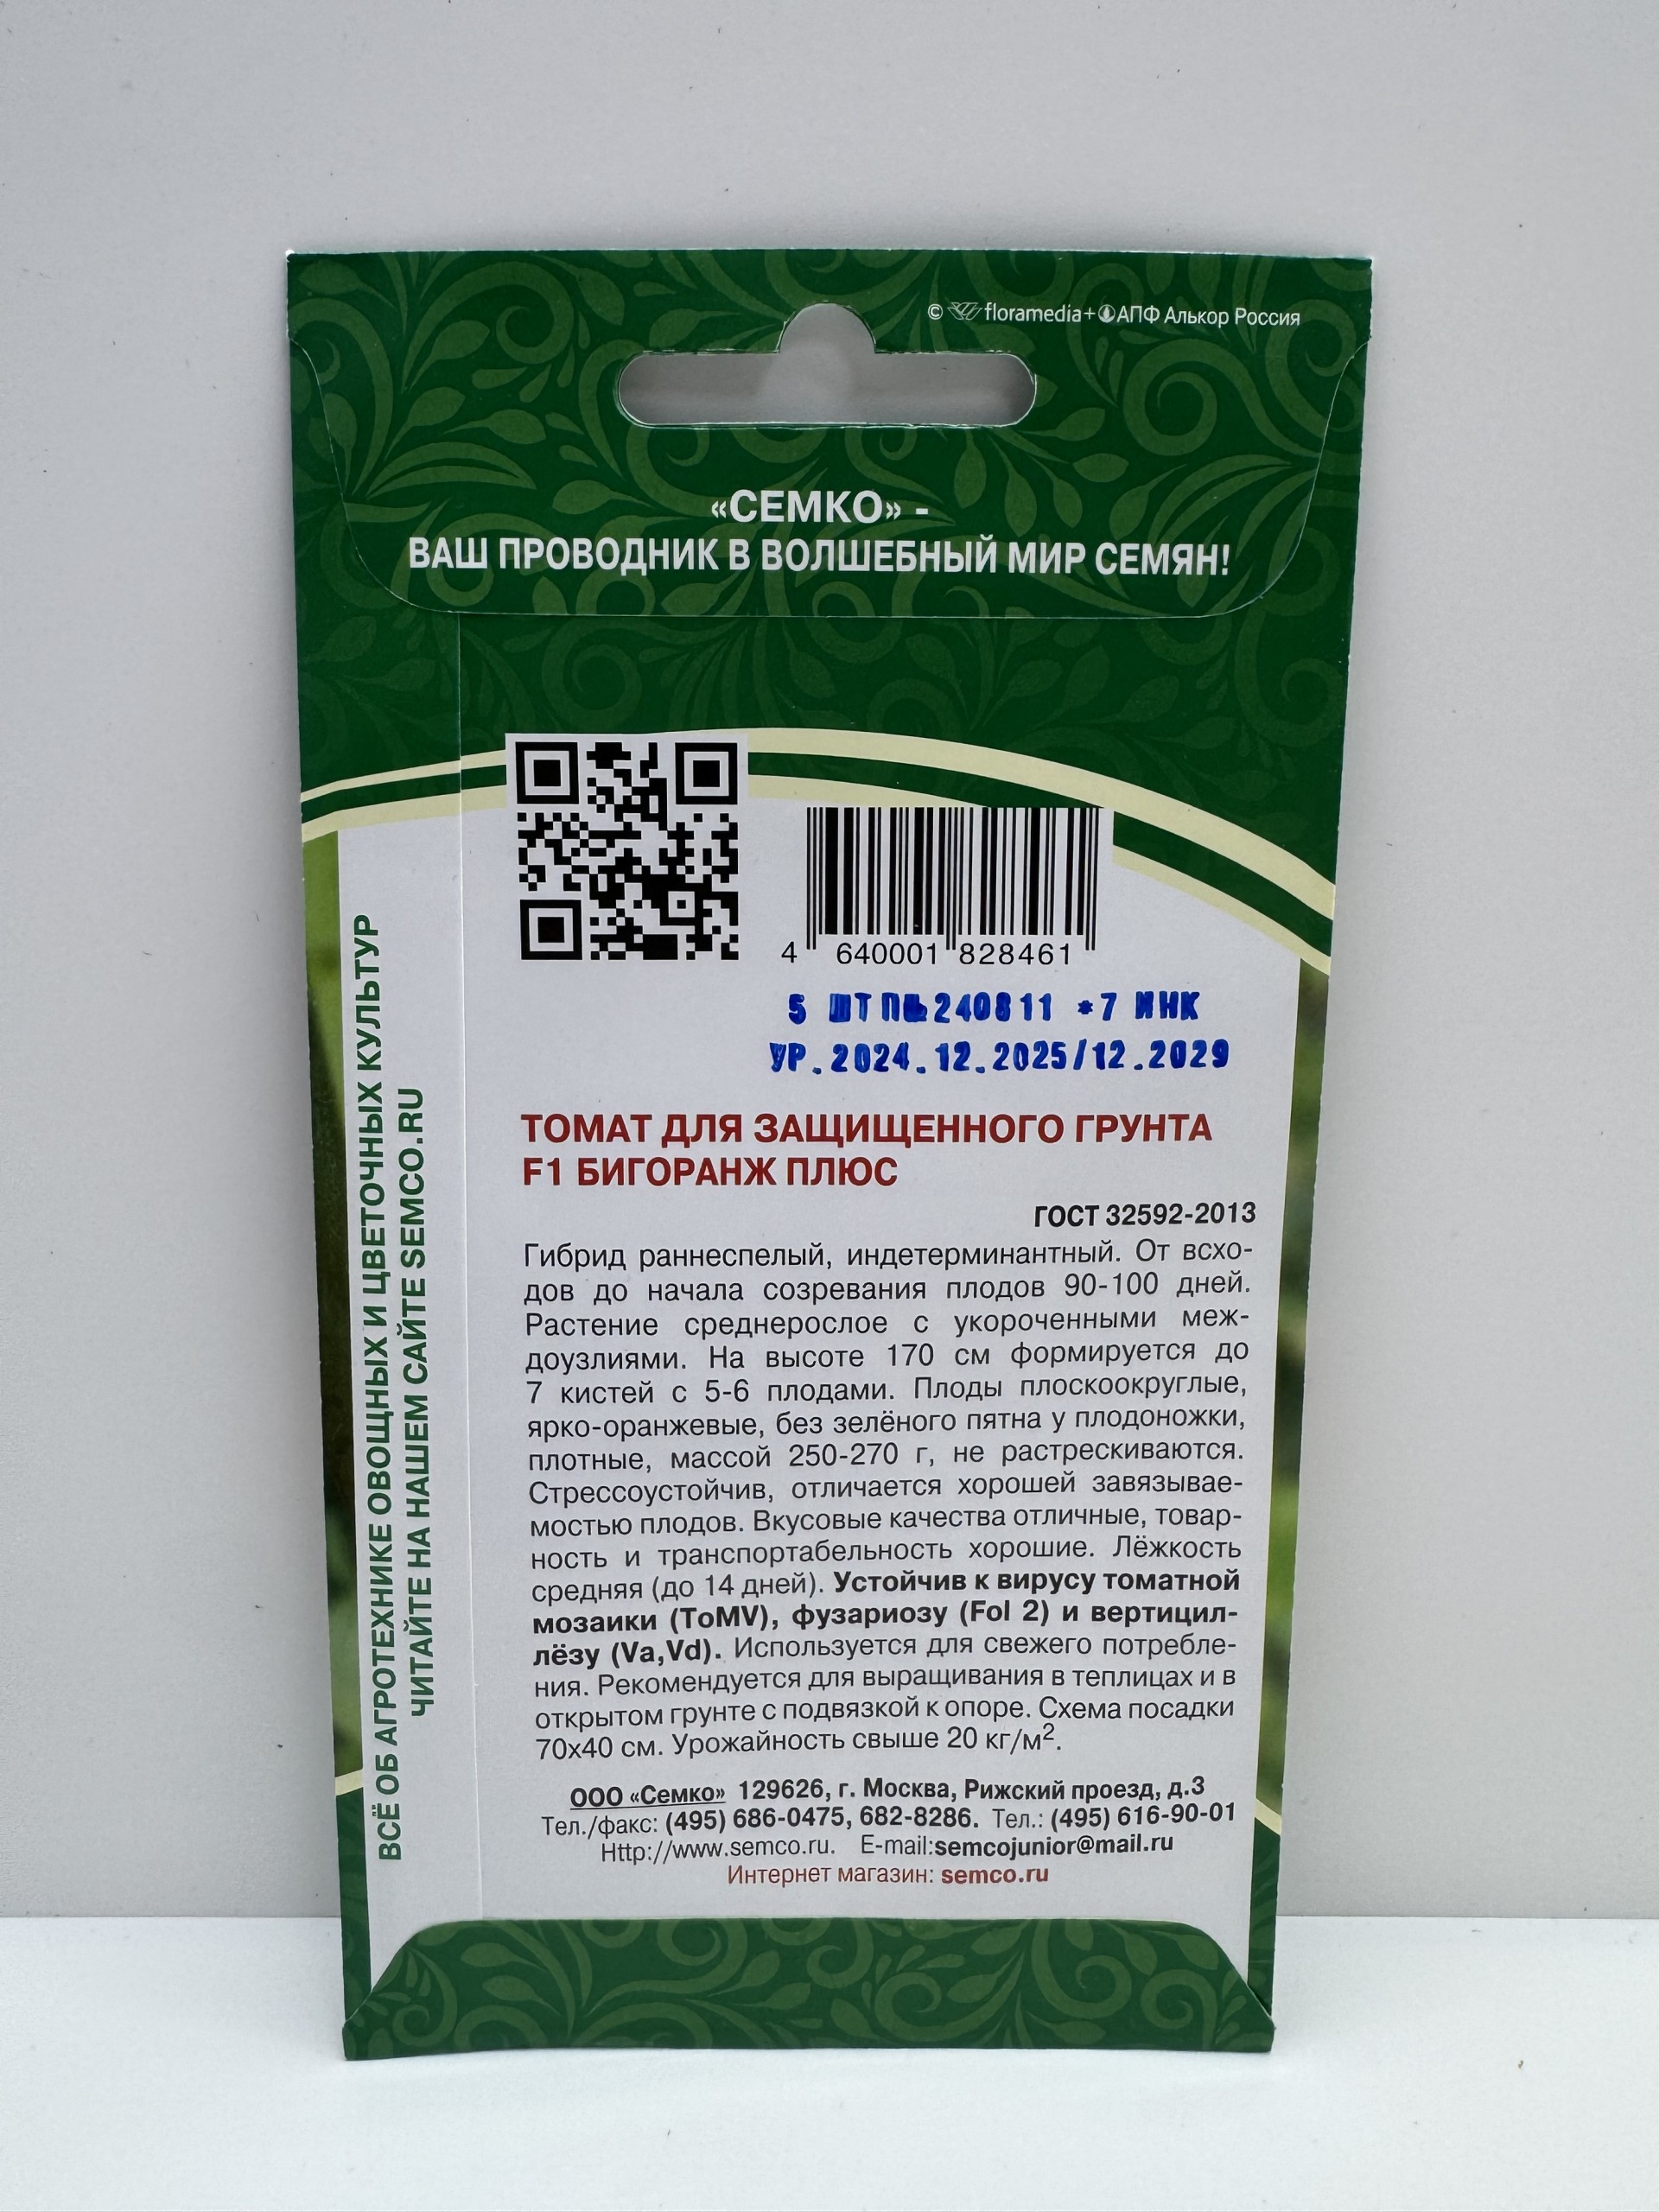 © floramedia+АПФ Алькор Россия
«СЕМКО» -
ВАШ ПРОВОДНИК В ВОЛШЕБНЫЙ МИР СЕМЯН!
4 640001 828461
5 ШТ П№240811 *7 ИНК
УР.2024.12.2025/12.2029
ТОМАТ ДЛЯ ЗАЩИЩЕННОГО ГРУНТА
F1 БИГОРАНЖ ПЛЮС
ГОСТ 32592-2013
Гибрид раннеспелый, индетерминантный. От всхо-
дов до начала созревания плодов 90-100 дней.
Растение среднерослое с укороченными меж-
доузлиями. На высоте 170 см формируется до
7 кистей с 5-6 плодами. Плоды плоскоокруглые,
ярко-оранжевые, без зелёного пятна у плодоножки,
плотные, массой 250-270 г, не растрескиваются.
Стрессоустойчив, отличается хорошей завязывае-
мостью плодов. Вкусовые качества отличные, товар-
ность и транспортабельность хорошие. Лёжкость
средняя (до 14 дней). Устойчив к вирусу томатной
мозаики (ToMV), фузариозу (Fol 2) и вертицил-
лёзу (Va,Vd). Используется для свежего потребле-
ния. Рекомендуется для выращивания в теплицах и в
открытом грунте с подвязкой к опоре. Схема посадки
70х40 см. Урожайность свыше 20 кг/м².
ООО «Семко» 129626, г. Москва, Рижский проезд, д.3
Тел./факс: (495) 686-0475, 682-8286. Тел.: (495) 616-90-01
Http://www.semco.ru. E-mail:semcojunior@mail.ru
Интернет магазин: semco.ru
ВСЁ ОБ АГРОТЕХНИКЕ ОВОЩНЫХ И ЦВЕТОЧНЫХ КУЛЬТУР
ЧИТАЙТЕ НА НАШЕМ САЙТЕ SEMCO.RU